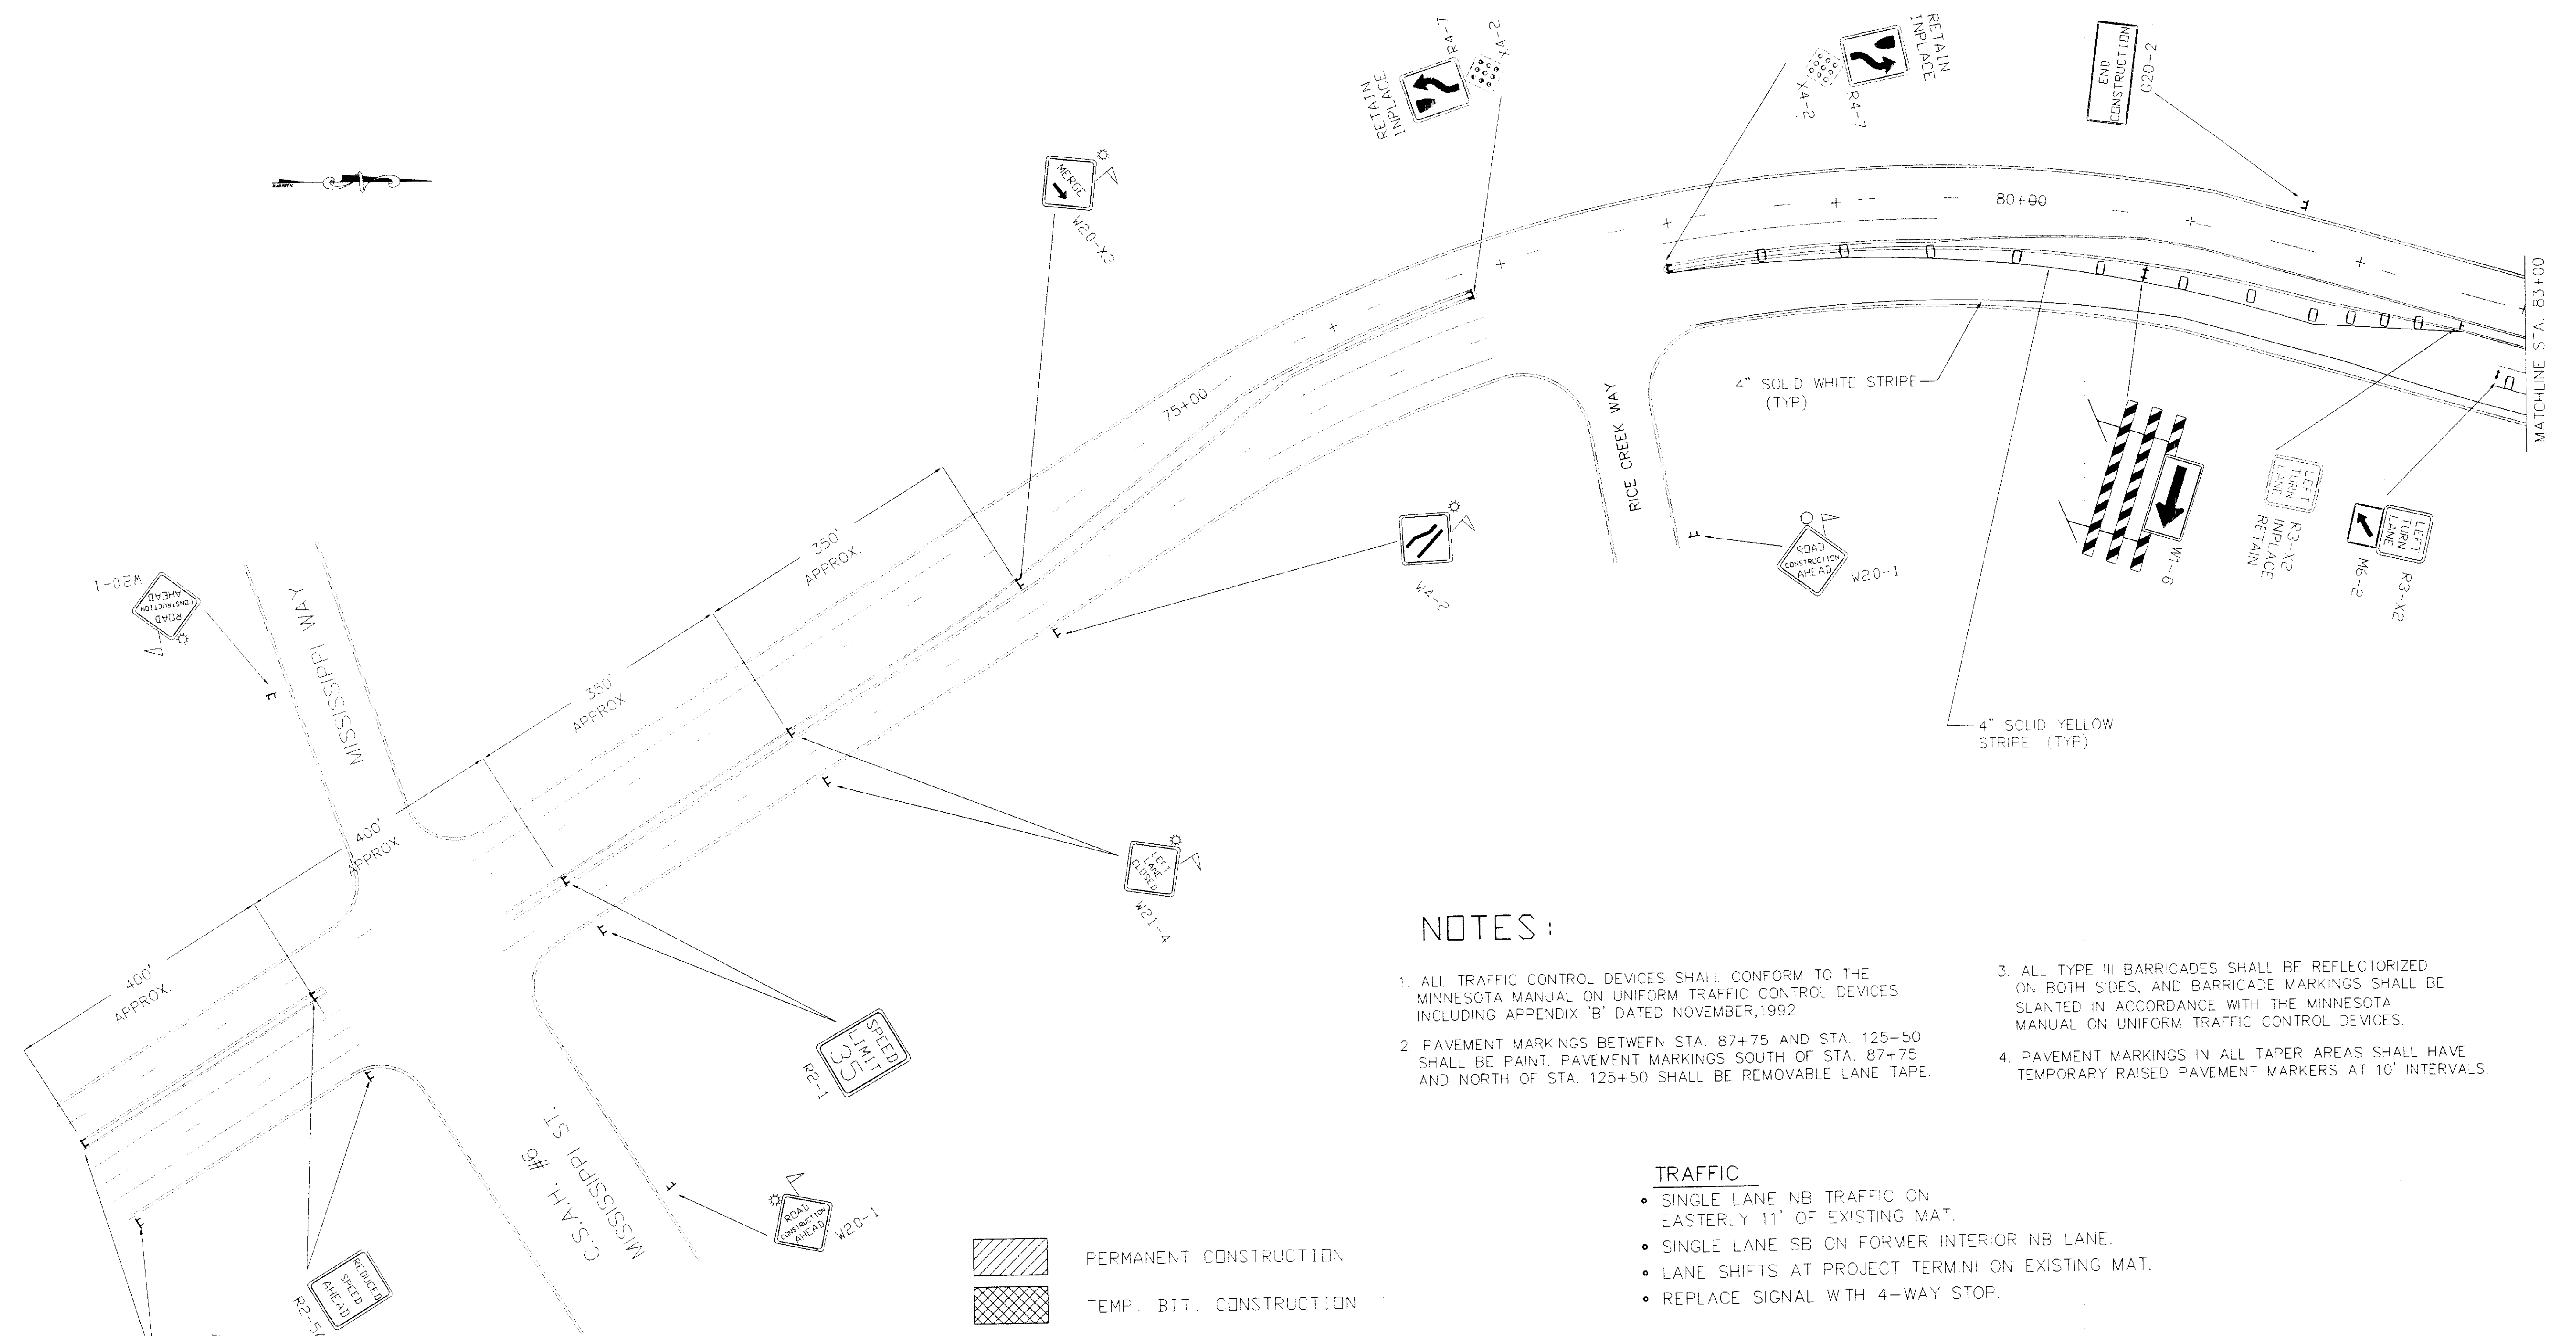 RETAIN
INPLACE
R4-7
X4-2
X4-2
R4-7
RETAIN
INPLACE
END
CONSTRUCTION
G20-2
MERGE
W20-X3
80+00
75+00
MATCHLINE STA. 83+00
4" SOLID WHITE STRIPE
(TYP)
RICE CREEK WAY
ROAD
CONSTRUCTION
AHEAD
W20-1
W1-6
LEFT
TURN
LANE
R3-X2
INPLACE
RETAIN
LEFT
TURN
LANE
R3-X2
M6-2
W4-2
4" SOLID YELLOW
STRIPE (TYP)
350'
APPROX.
350'
APPROX.
400'
APPROX.
400'
APPROX.
W20-1
ROAD
CONSTRUCTION
AHEAD
MISSISSIPPI WAY
LEFT
LANE
CLOSED
W21-4
SPEED
LIMIT
35
R2-1
C.S.A.H. #6
MISSISSIPPI ST.
ROAD
CONSTRUCTION
AHEAD
W20-1
REDUCED
SPEED
AHEAD
NOTES:
1. ALL TRAFFIC CONTROL DEVICES SHALL CONFORM TO THE
MINNESOTA MANUAL ON UNIFORM TRAFFIC CONTROL DEVICES
INCLUDING APPENDIX 'B' DATED NOVEMBER,1992
2. PAVEMENT MARKINGS BETWEEN STA. 87+75 AND STA. 125+50
SHALL BE PAINT. PAVEMENT MARKINGS SOUTH OF STA. 87+75
AND NORTH OF STA. 125+50 SHALL BE REMOVABLE LANE TAPE.
3. ALL TYPE III BARRICADES SHALL BE REFLECTORIZED
ON BOTH SIDES, AND BARRICADE MARKINGS SHALL BE
SLANTED IN ACCORDANCE WITH THE MINNESOTA
MANUAL ON UNIFORM TRAFFIC CONTROL DEVICES.
4. PAVEMENT MARKINGS IN ALL TAPER AREAS SHALL HAVE
TEMPORARY RAISED PAVEMENT MARKERS AT 10' INTERVALS.
TRAFFIC
SINGLE LANE NB TRAFFIC ON
EASTERLY 11' OF EXISTING MAT.
SINGLE LANE SB ON FORMER INTERIOR NB LANE.
LANE SHIFTS AT PROJECT TERMINI ON EXISTING MAT.
REPLACE SIGNAL WITH 4-WAY STOP.
PERMANENT CONSTRUCTION
TEMP. BIT. CONSTRUCTION